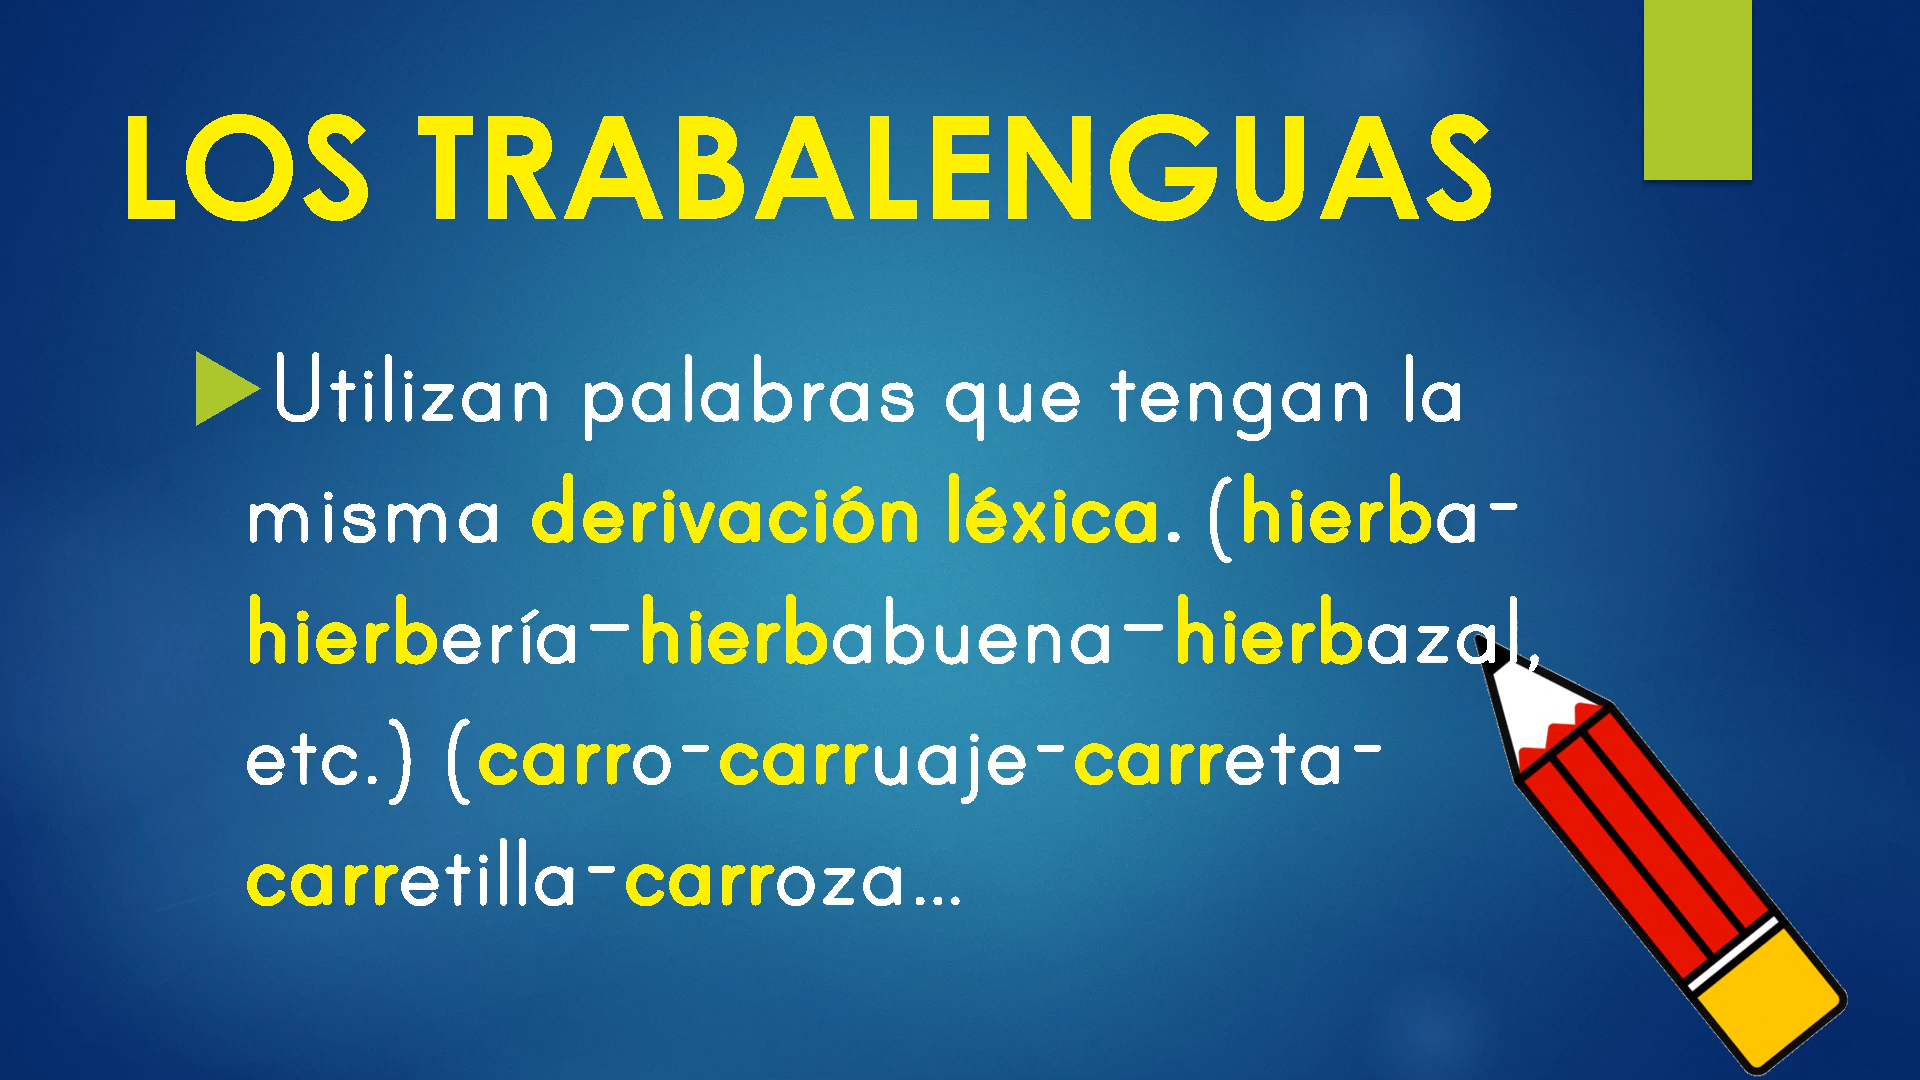 LOS TRABALENGUAS
Utilizan palabras que tengan la
misma derivación léxica. (hierba-
hierbería-hierbabuena-hierbazal,
etc.) (carro-carruaje-carreta-
carretilla-carroza...